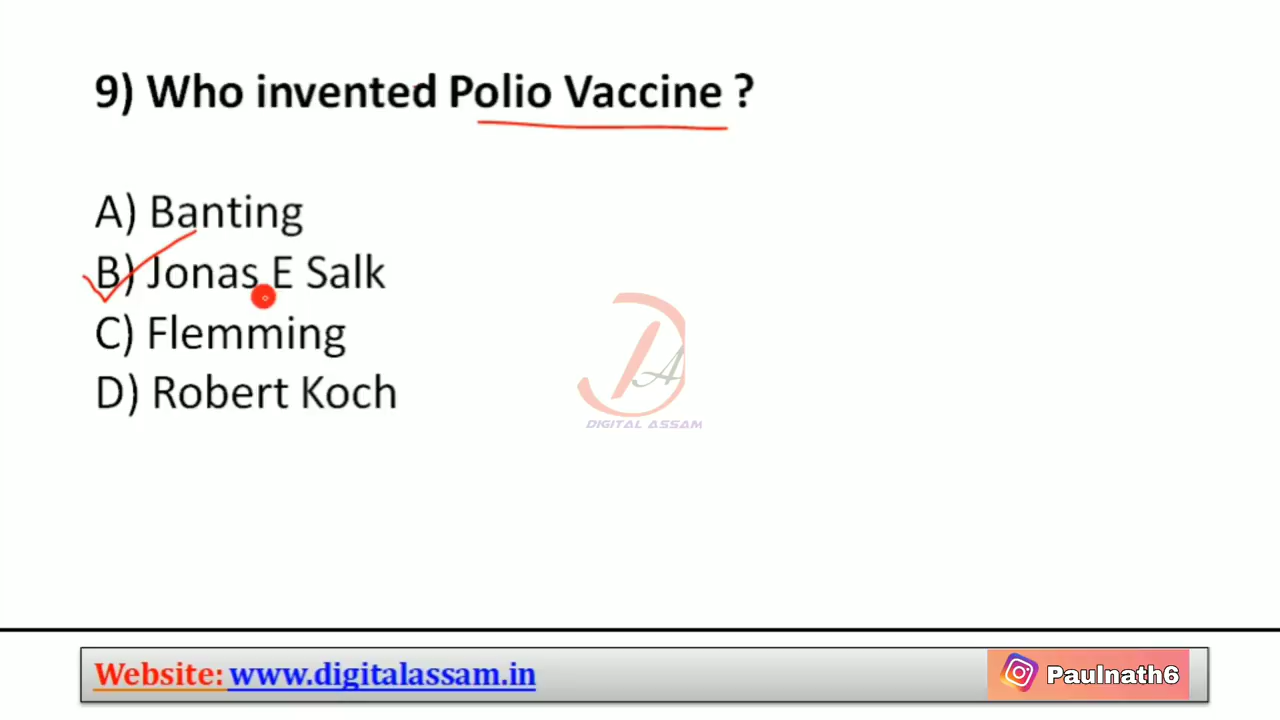 9) Who invented Polio Vaccine ?
A) Banting
B) Jonas E Salk
C) Flemming
D) Robert Koch
DIGITAL ASSAM
Website: www.digitalassam.in
Paulnath6